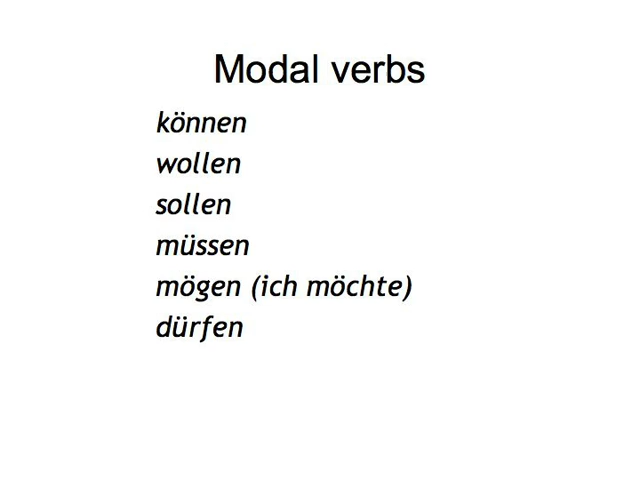 Modal verbs
können
wollen
sollen
müssen
mögen (ich möchte)
dürfen